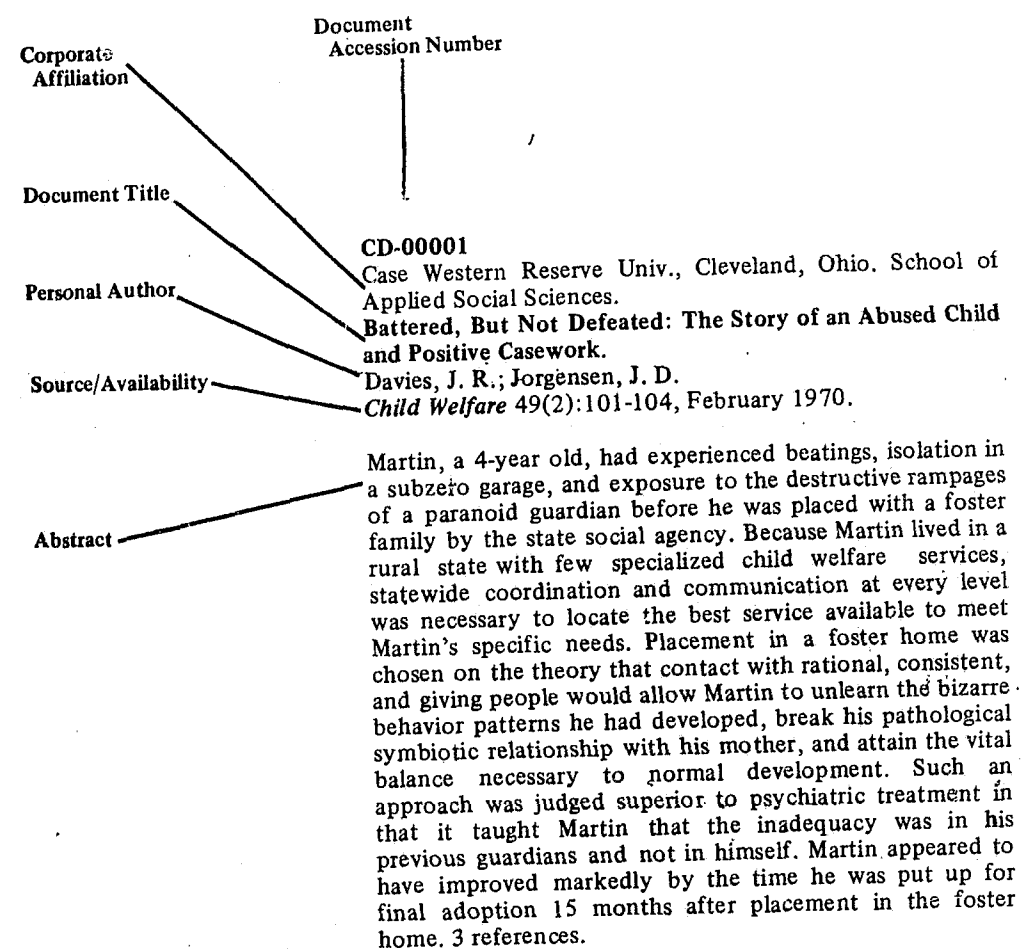 Document
Accession Number
Corporate
Affiliation
Document Title
Personal Author
Source/Availability
Abstract
CD-00001
Case Western Reserve Univ., Cleveland, Ohio. School of
Applied Social Sciences.
Battered, But Not Defeated: The Story of an Abused Child
and Positive Casework.
Davies, J. R.; Jorgensen, J. D.
Child Welfare 49(2):101-104, February 1970.
Martin, a 4-year old, had experienced beatings, isolation in
a subzero garage, and exposure to the destructive rampages
of a paranoid guardian before he was placed with a foster
family by the state social agency. Because Martin lived in a
rural state with few specialized child welfare services,
statewide coordination and communication at every level
was necessary to locate the best service available to meet
Martin's specific needs. Placement in a foster home was
chosen on the theory that contact with rational, consistent,
and giving people would allow Martin to unlearn the bizarre
behavior patterns he had developed, break his pathological
symbiotic relationship with his mother, and attain the vital
balance necessary to normal development. Such an
approach was judged superior to psychiatric treatment in
that it taught Martin that the inadequacy was in his
previous guardians and not in himself. Martin appeared to
have improved markedly by the time he was put up for
final adoption 15 months after placement in the foster
home. 3 references.